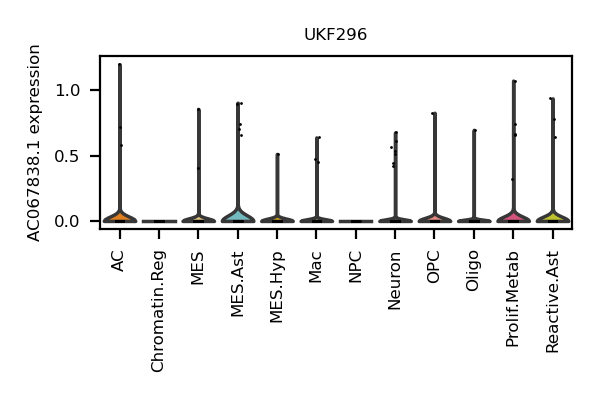 UKF296
AC067838.1 expression
1.0
0.5
0.0
AC
Chromatin.Reg
MES
MES.Ast
MES.Hyp
Mac
NPC
Neuron
OPC
Oligo
Prolif.Metab
Reactive.Ast